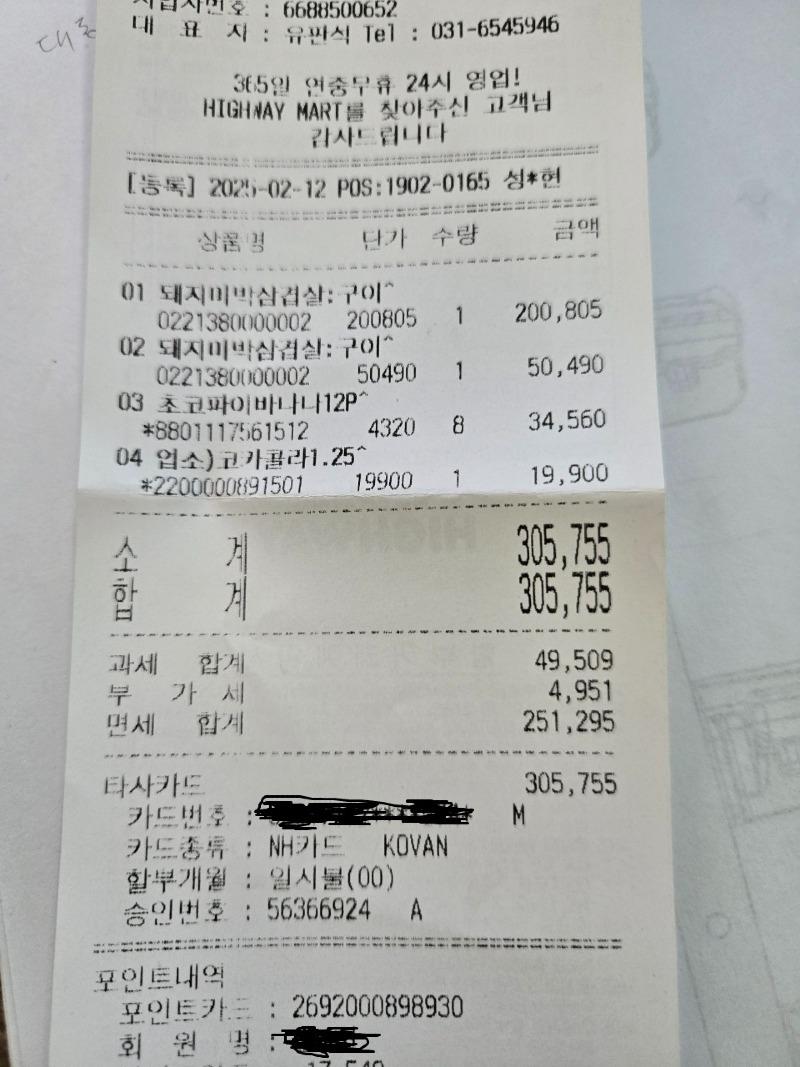 사업자번호 : 6688500652
대 표 자 : 유판식 Tel : 031-6545946
365일 연중무휴 24시 영업!
HIGHWAY MART를 찾아주신 고객님
감사드립니다
[등록] 2025-02-12 POS:1902-0165 성*현
상품명 단가 수량 금액
01 돼지미박삼겹살:구이^
0221380000002 200805 1 200,805
02 돼지미박삼겹살:구이^
0221380000002 50490 1 50,490
03 초코파이바나나12P^
*8801117561512 4320 8 34,560
04 업소)코카콜라1.25^
*2200000891501 19900 1 19,900
소 계 305,755
합 계 305,755
과세 합계 49,509
부 가 세 4,951
면세 합계 251,295
타사카드 305,755
카드번호 : M
카드종류 : NH카드 KOVAN
할부개월 : 일시불(00)
승인번호 : 56366924 A
포인트내역
포인트카드 : 2692000898930
회 원 명 :